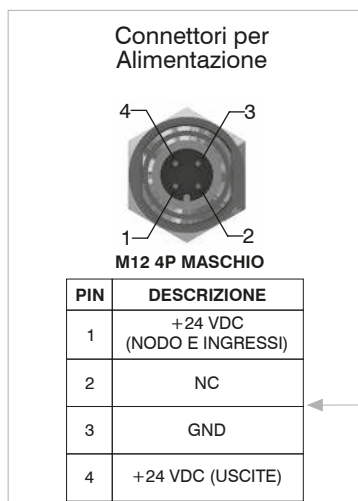 Connettori per
Alimentazione
4 3
1 2
M12 4P MASCHIO
PIN DESCRIZIONE
1 +24 VDC
(NODO E INGRESSI)
2 NC
3 GND
4 +24 VDC (USCITE)